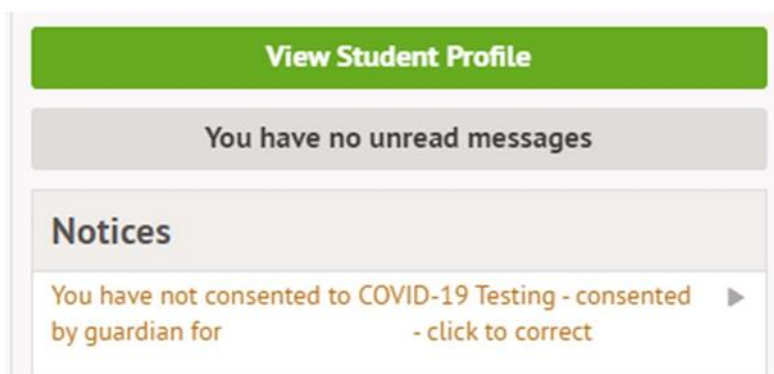 View Student Profile
You have no unread messages
Notices
You have not consented to COVID-19 Testing - consented
by guardian for - click to correct